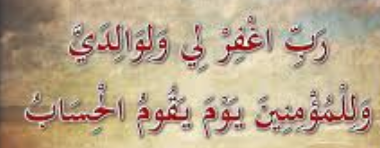 رَبِّ اغْفِرْ لِي وَلِوَالِدَيَّ
وَلِلْمُؤْمِنِينَ يَوْمَ يَقُومُ الْحِسَابُ